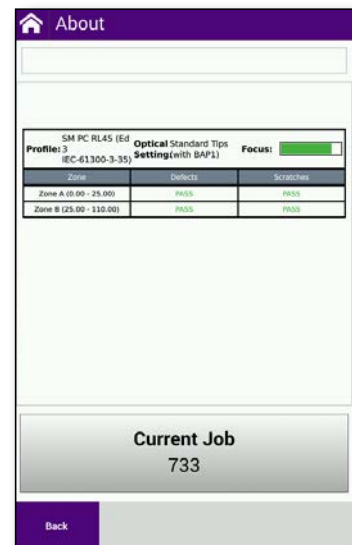 About
Profile: SM PC RL45 (Ed 3 IEC-61300-3-35) Optical Setting: Standard Tips (with BAP1) Focus:
Zone Defects Scratches
Zone A (0.00 - 25.00) PASS PASS
Zone B (25.00 - 110.00) PASS PASS
Current Job
733
Back